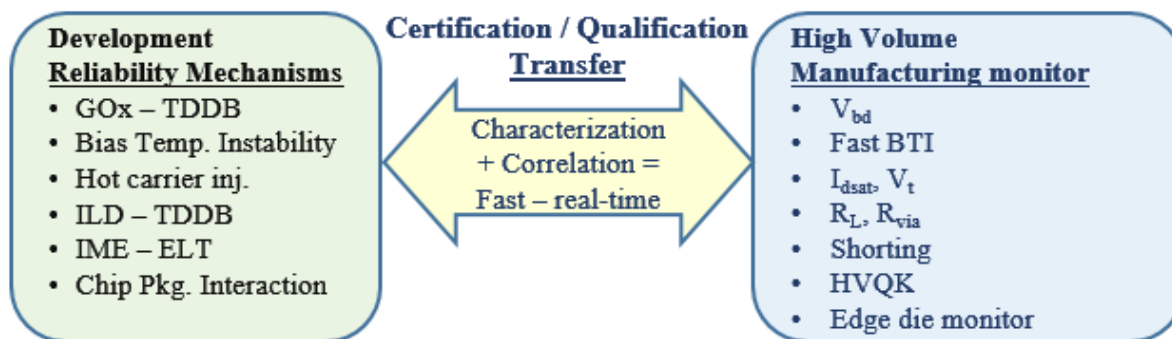 Development
Reliability Mechanisms
• GOx – TDDB
• Bias Temp. Instability
• Hot carrier inj.
• ILD – TDDB
• IME – ELT
• Chip Pkg. Interaction
Certification / Qualification
Transfer
Characterization
+ Correlation =
Fast – real-time
High Volume
Manufacturing monitor
• Vbd
• Fast BTI
• Idsat, Vt
• RL, Rvia
• Shorting
• HVQK
• Edge die monitor